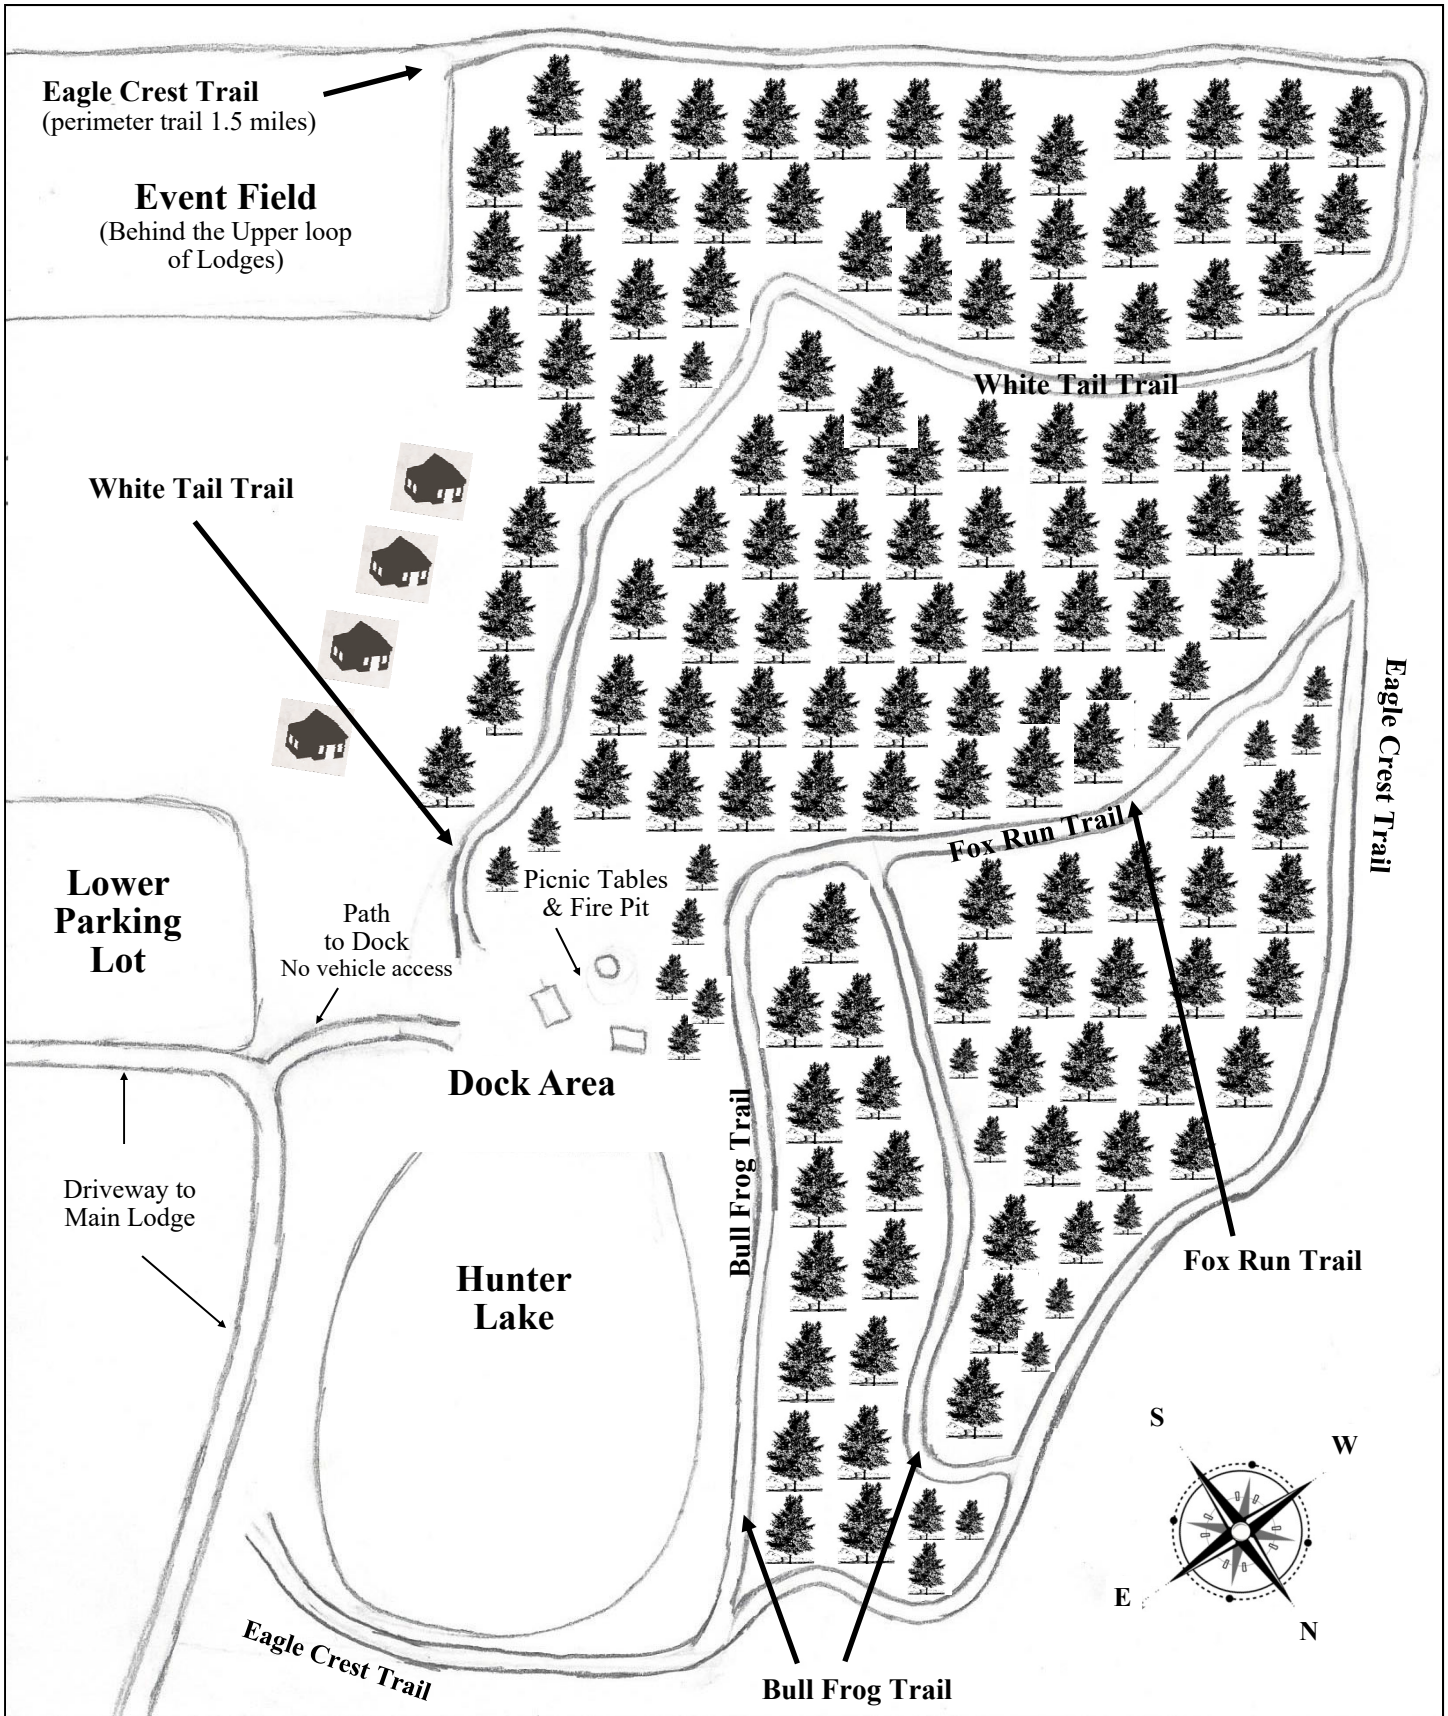 Eagle Crest Trail
(perimeter trail 1.5 miles)
Event Field
(Behind the Upper loop
of Lodges)
White Tail Trail
White Tail Trail
Eagle Crest Trail
Fox Run Trail
Lower
Parking
Lot
Path
to Dock
No vehicle access
Picnic Tables
& Fire Pit
Dock Area
Bull Frog Trail
Driveway to
Main Lodge
Hunter
Lake
Fox Run Trail
S
W
E
N
Eagle Crest Trail
Bull Frog Trail